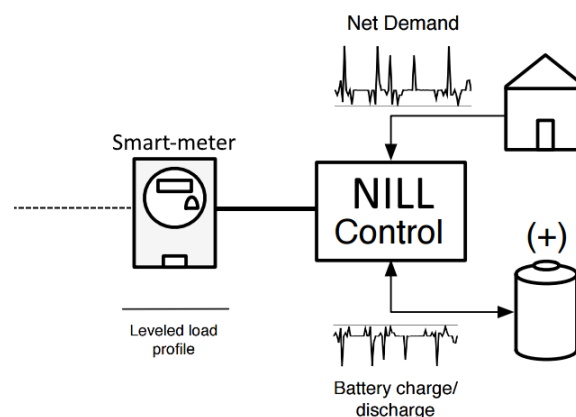 Net Demand
Smart-meter
NILL
Control
(+)
Leveled load
profile
Battery charge/
discharge